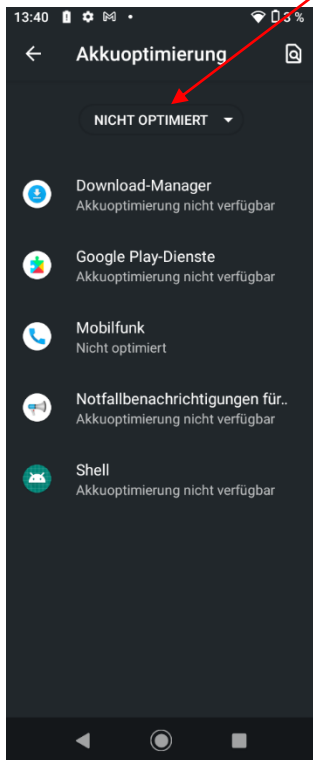 13:40
3 %
Akkuoptimierung
NICHT OPTIMIERT
Download-Manager
Akkuoptimierung nicht verfügbar
Google Play-Dienste
Akkuoptimierung nicht verfügbar
Mobilfunk
Nicht optimiert
Notfallbenachrichtigungen für..
Akkuoptimierung nicht verfügbar
Shell
Akkuoptimierung nicht verfügbar